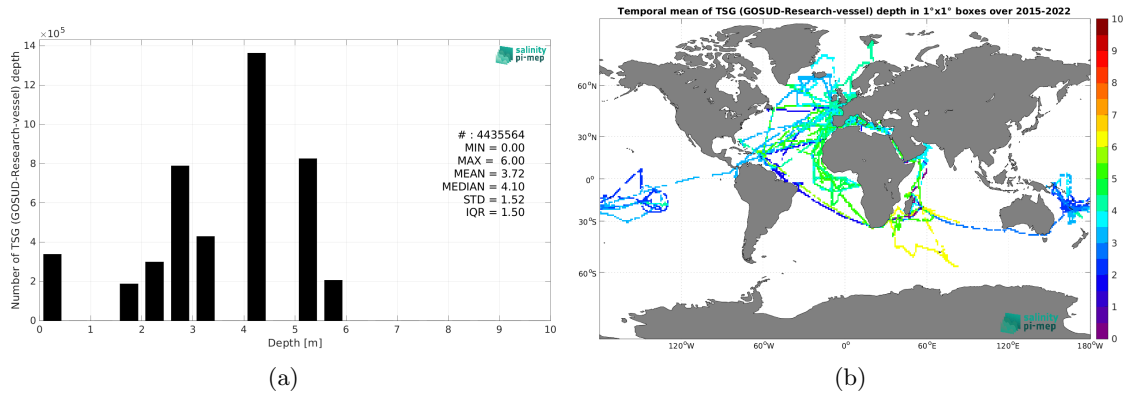 ×10⁵
14
12
10
8
6
4
2
0
Number of TSG (GOSUD-Research-vessel) depth
salinity
pi-mep
# : 4435564
MIN = 0.00
MAX = 6.00
MEAN = 3.72
MEDIAN = 4.10
STD = 1.52
IQR = 1.50
0 1 2 3 4 5 6 7 8 9 10
Depth [m]
(a)
Temporal mean of TSG (GOSUD-Research-vessel) depth in 1°x1° boxes over 2015-2022
60°N
30°N
0°
30°S
60°S
120°W 60°W 0° 60°E 120°E 180°W
salinity
pi-mep
10
9
8
7
6
5
4
3
2
1
0
(b)